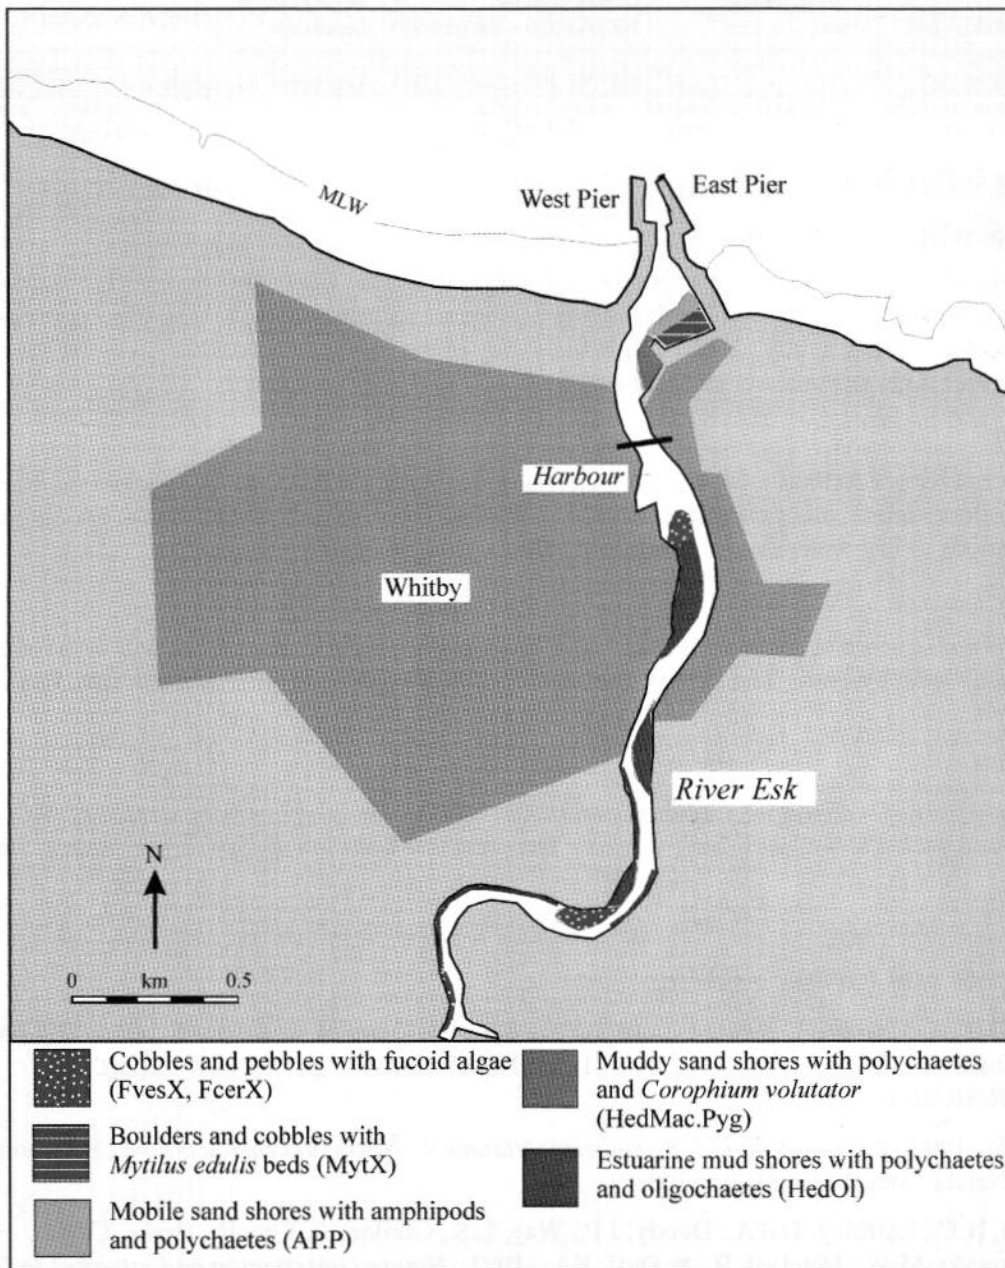 West Pier
East Pier
MLW
Harbour
Whitby
River Esk
N
0 km 0.5
Cobbles and pebbles with fucoid algae
(FvesX, FcerX)
Boulders and cobbles with
Mytilus edulis beds (MytX)
Mobile sand shores with amphipods
and polychaetes (AP.P)
Muddy sand shores with polychaetes
and Corophium volutator
(HedMac.Pyg)
Estuarine mud shores with polychaetes
and oligochaetes (HedOl)